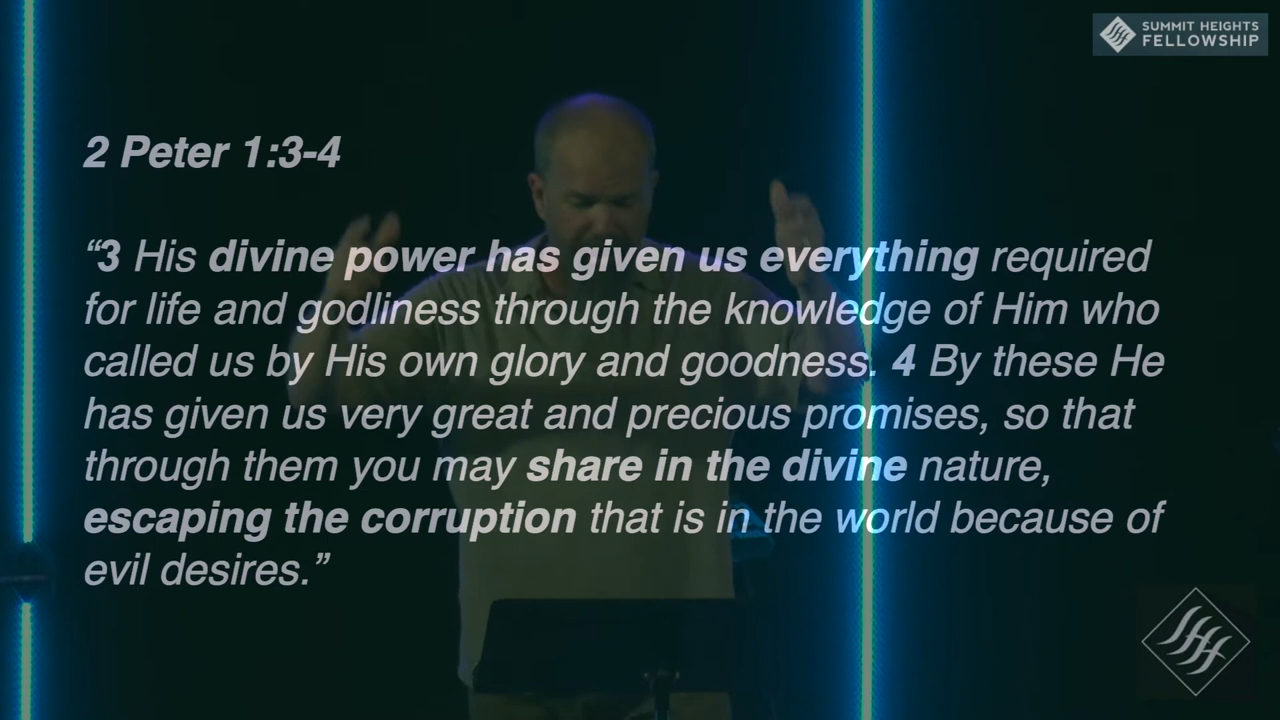 SUMMIT HEIGHTS
FELLOWSHIP
2 Peter 1:3-4
“3 His divine power has given us everything required
for life and godliness through the knowledge of Him who
called us by His own glory and goodness. 4 By these He
has given us very great and precious promises, so that
through them you may share in the divine nature,
escaping the corruption that is in the world because of
evil desires.”